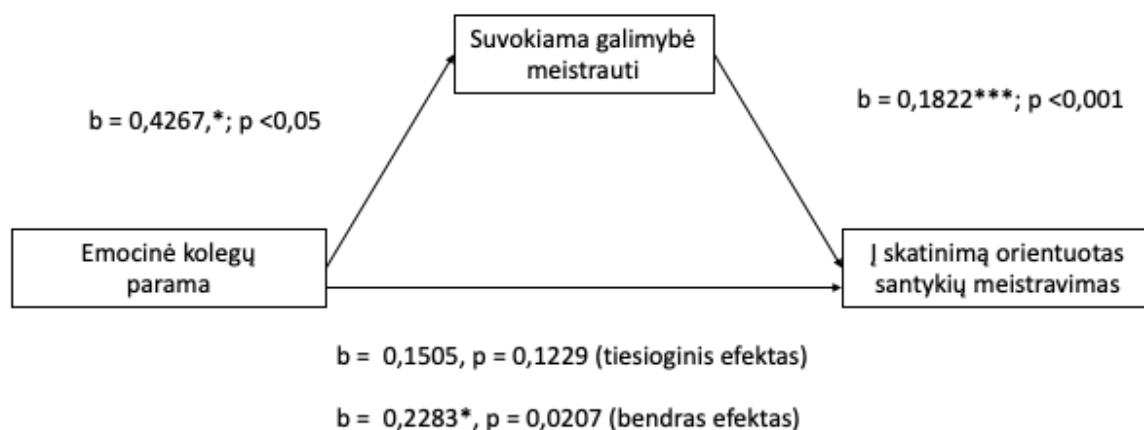 Suvokiama galimybė
meistrauti
b = 0,4267,*; p <0,05
b = 0,1822***; p <0,001
Emocinė kolegų
parama
Į skatinimą orientuotas
santykių meistravimas
b =  0,1505, p = 0,1229 (tiesioginis efektas)
b = 0,2283*, p = 0,0207 (bendras efektas)